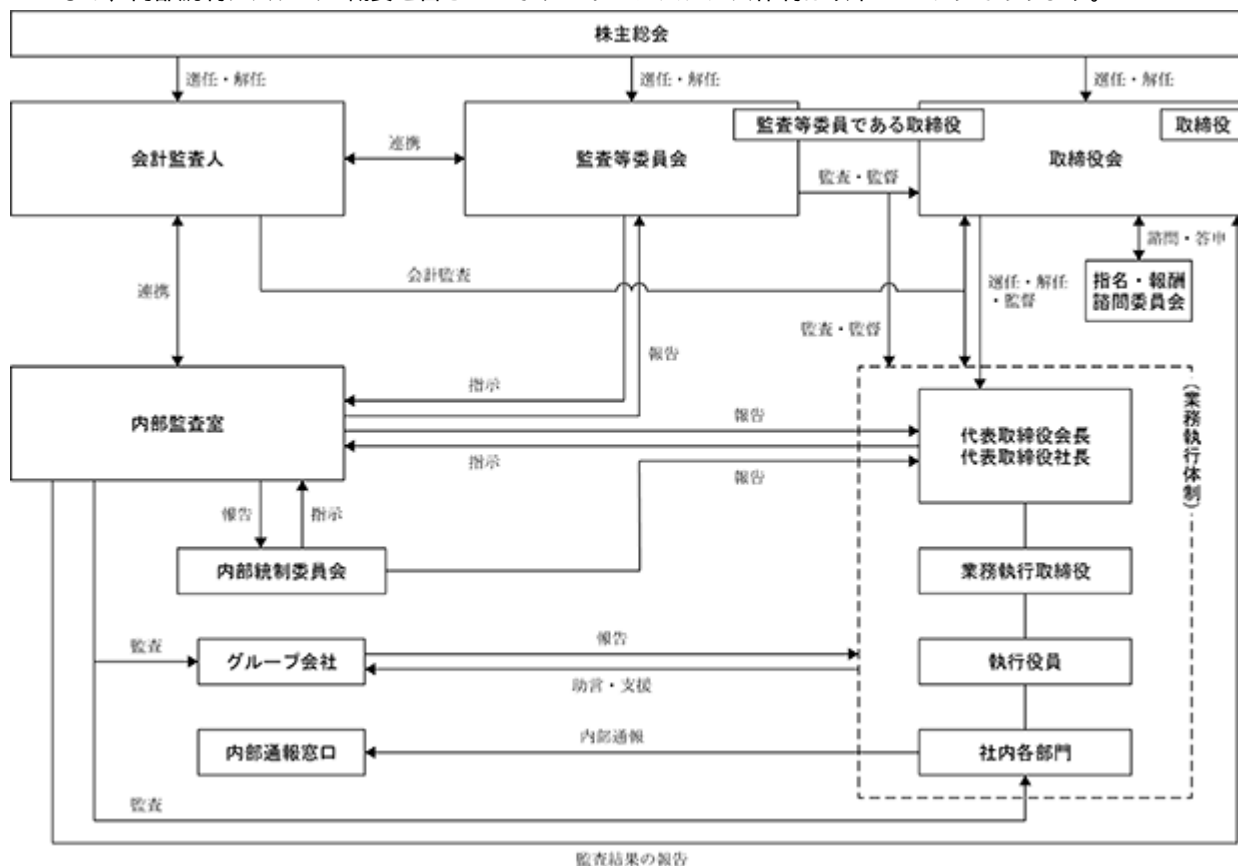 株主総会
選任・解任
選任・解任
選任・解任
監査等委員である取締役
取締役
会計監査人
連携
監査等委員会
取締役会
監査・監督
諮問・答申
会計監査
連携
選任・解任
・監督
指名・報酬
諮問委員会
監査・監督
報告
指示
内部監査室
報告
指示
報告
代表取締役会長
代表取締役社長
(業務執行体制)
報告
指示
内部統制委員会
業務執行取締役
監査
グループ会社
報告
助言・支援
執行役員
内部通報窓口
内部通報
社内各部門
監査
監査結果の報告